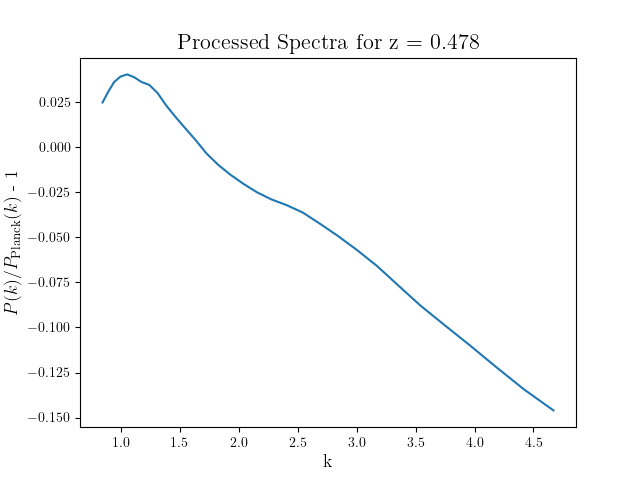 Processed Spectra for z = 0.478
0.025
0.000
−0.025
−0.050
−0.075
−0.100
−0.125
−0.150
P(k)/P_Planck(k) - 1
1.0 1.5 2.0 2.5 3.0 3.5 4.0 4.5
k